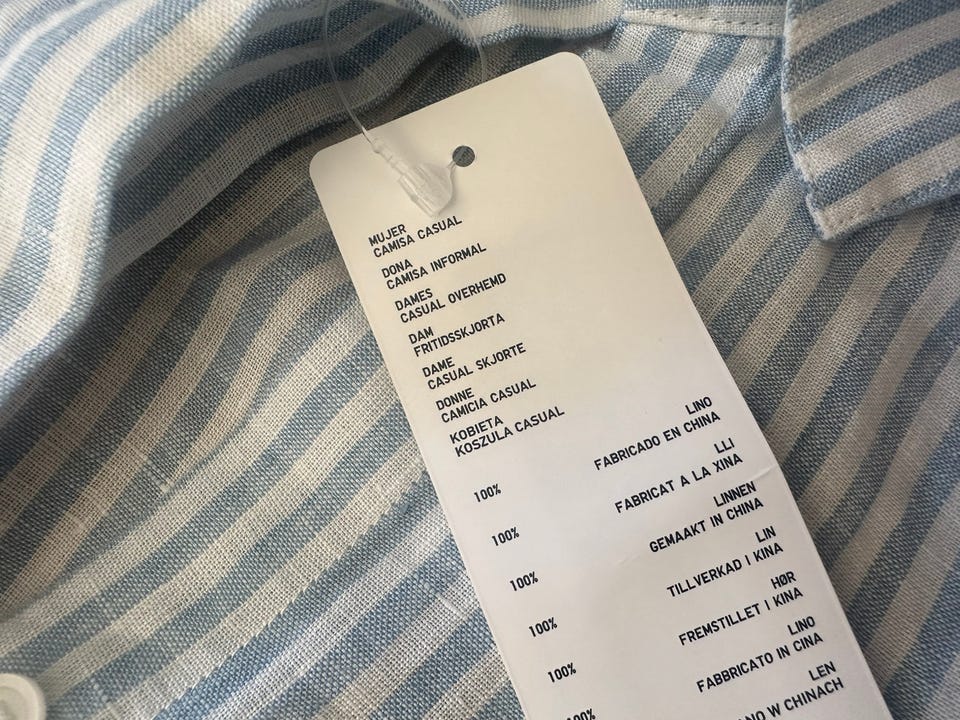 MUJER
CAMISA CASUAL
DONA
CAMISA INFORMAL
DAMES
CASUAL OVERHEMD
DAM
FRITIDSSKJORTA
DAME
CASUAL SKJORTE
DONNE
CAMICIA CASUAL
KOBIETA
KOSZULA CASUAL
LINO
100% FABRICADO EN CHINA
LLI
100% FABRICAT A LA XINA
LINNEN
100% GEMAAKT IN CHINA
LIN
100% TILLVERKAD I KINA
HØR
100% FREMSTILLET I KINA
LINO
FABBRICATO IN CINA
LEN
W CHINACH